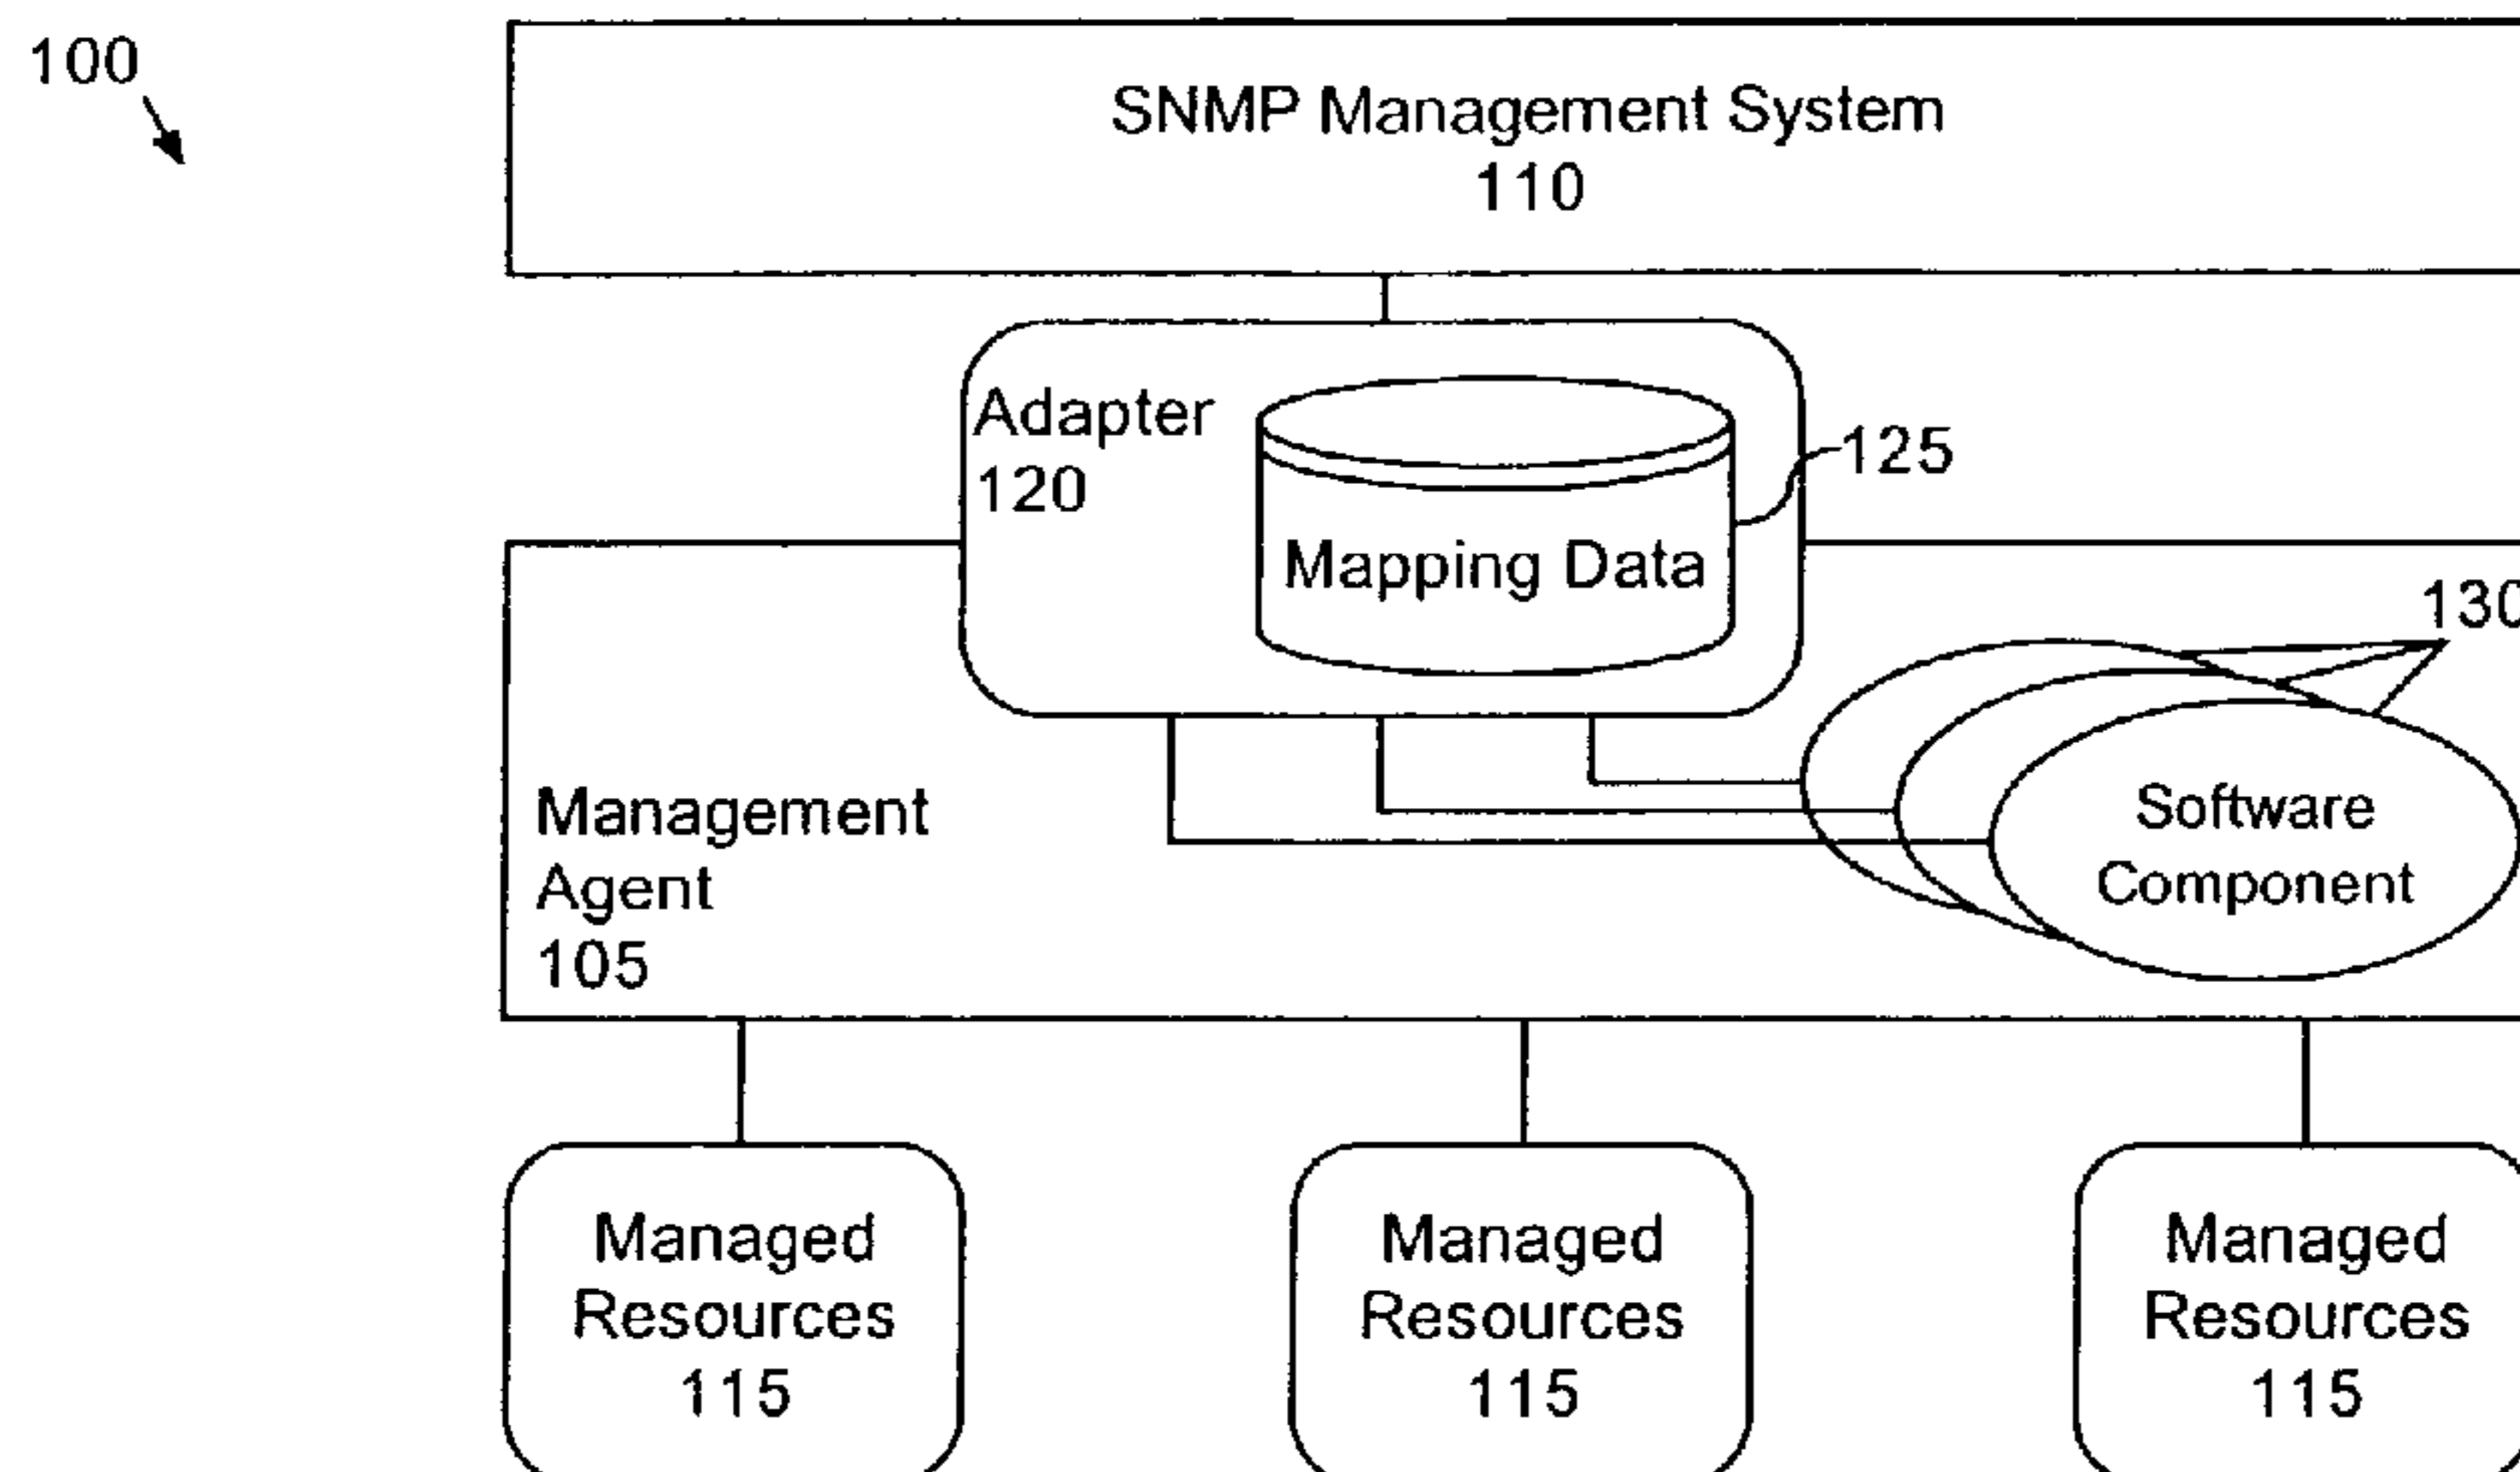 100
SNMP Management System
110
Adapter
120
125
Mapping Data
130
Management
Agent
105
Software
Component
Managed
Resources
115
Managed
Resources
115
Managed
Resources
115